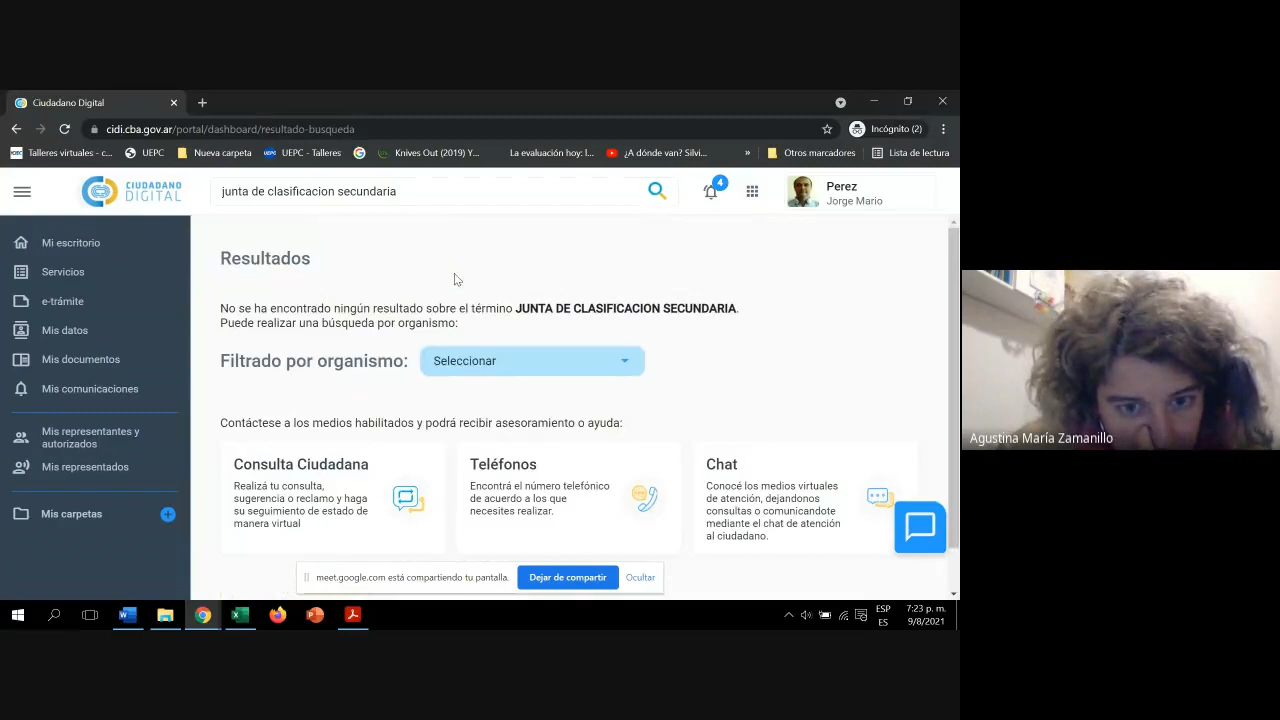 Ciudadano Digital
cidi.cba.gov.ar/portal/dashboard/resultado-busqueda
Incógnito (2)
Talleres virtuales - c...
UEPC
Nueva carpeta
UEPC - Talleres
Knives Out (2019) Y...
La evaluación hoy: l...
¿A dónde van? Silvi...
»
Otros marcadores
Lista de lectura
CIUDADANO
DIGITAL
junta de clasificacion secundaria
4
Perez
Jorge Mario
Mi escritorio
Servicios
e-trámite
Mis datos
Mis documentos
Mis comunicaciones
Mis representantes y
autorizados
Mis representados
Mis carpetas
Resultados
No se ha encontrado ningún resultado sobre el término JUNTA DE CLASIFICACION SECUNDARIA.
Puede realizar una búsqueda por organismo:
Filtrado por organismo:
Seleccionar
Contáctese a los medios habilitados y podrá recibir asesoramiento o ayuda:
Consulta Ciudadana
Realizá tu consulta,
sugerencia o reclamo y haga
su seguimiento de estado de
manera virtual
Teléfonos
Encontrá el número telefónico
de acuerdo a los que
necesites realizar.
Chat
Conocé los medios virtuales
de atención, dejandonos
consultas o comunicandote
mediante el chat de atención
al ciudadano.
meet.google.com está compartiendo tu pantalla.
Dejar de compartir
Ocultar
ESP
ES
7:23 p. m.
9/8/2021
Agustina María Zamanillo